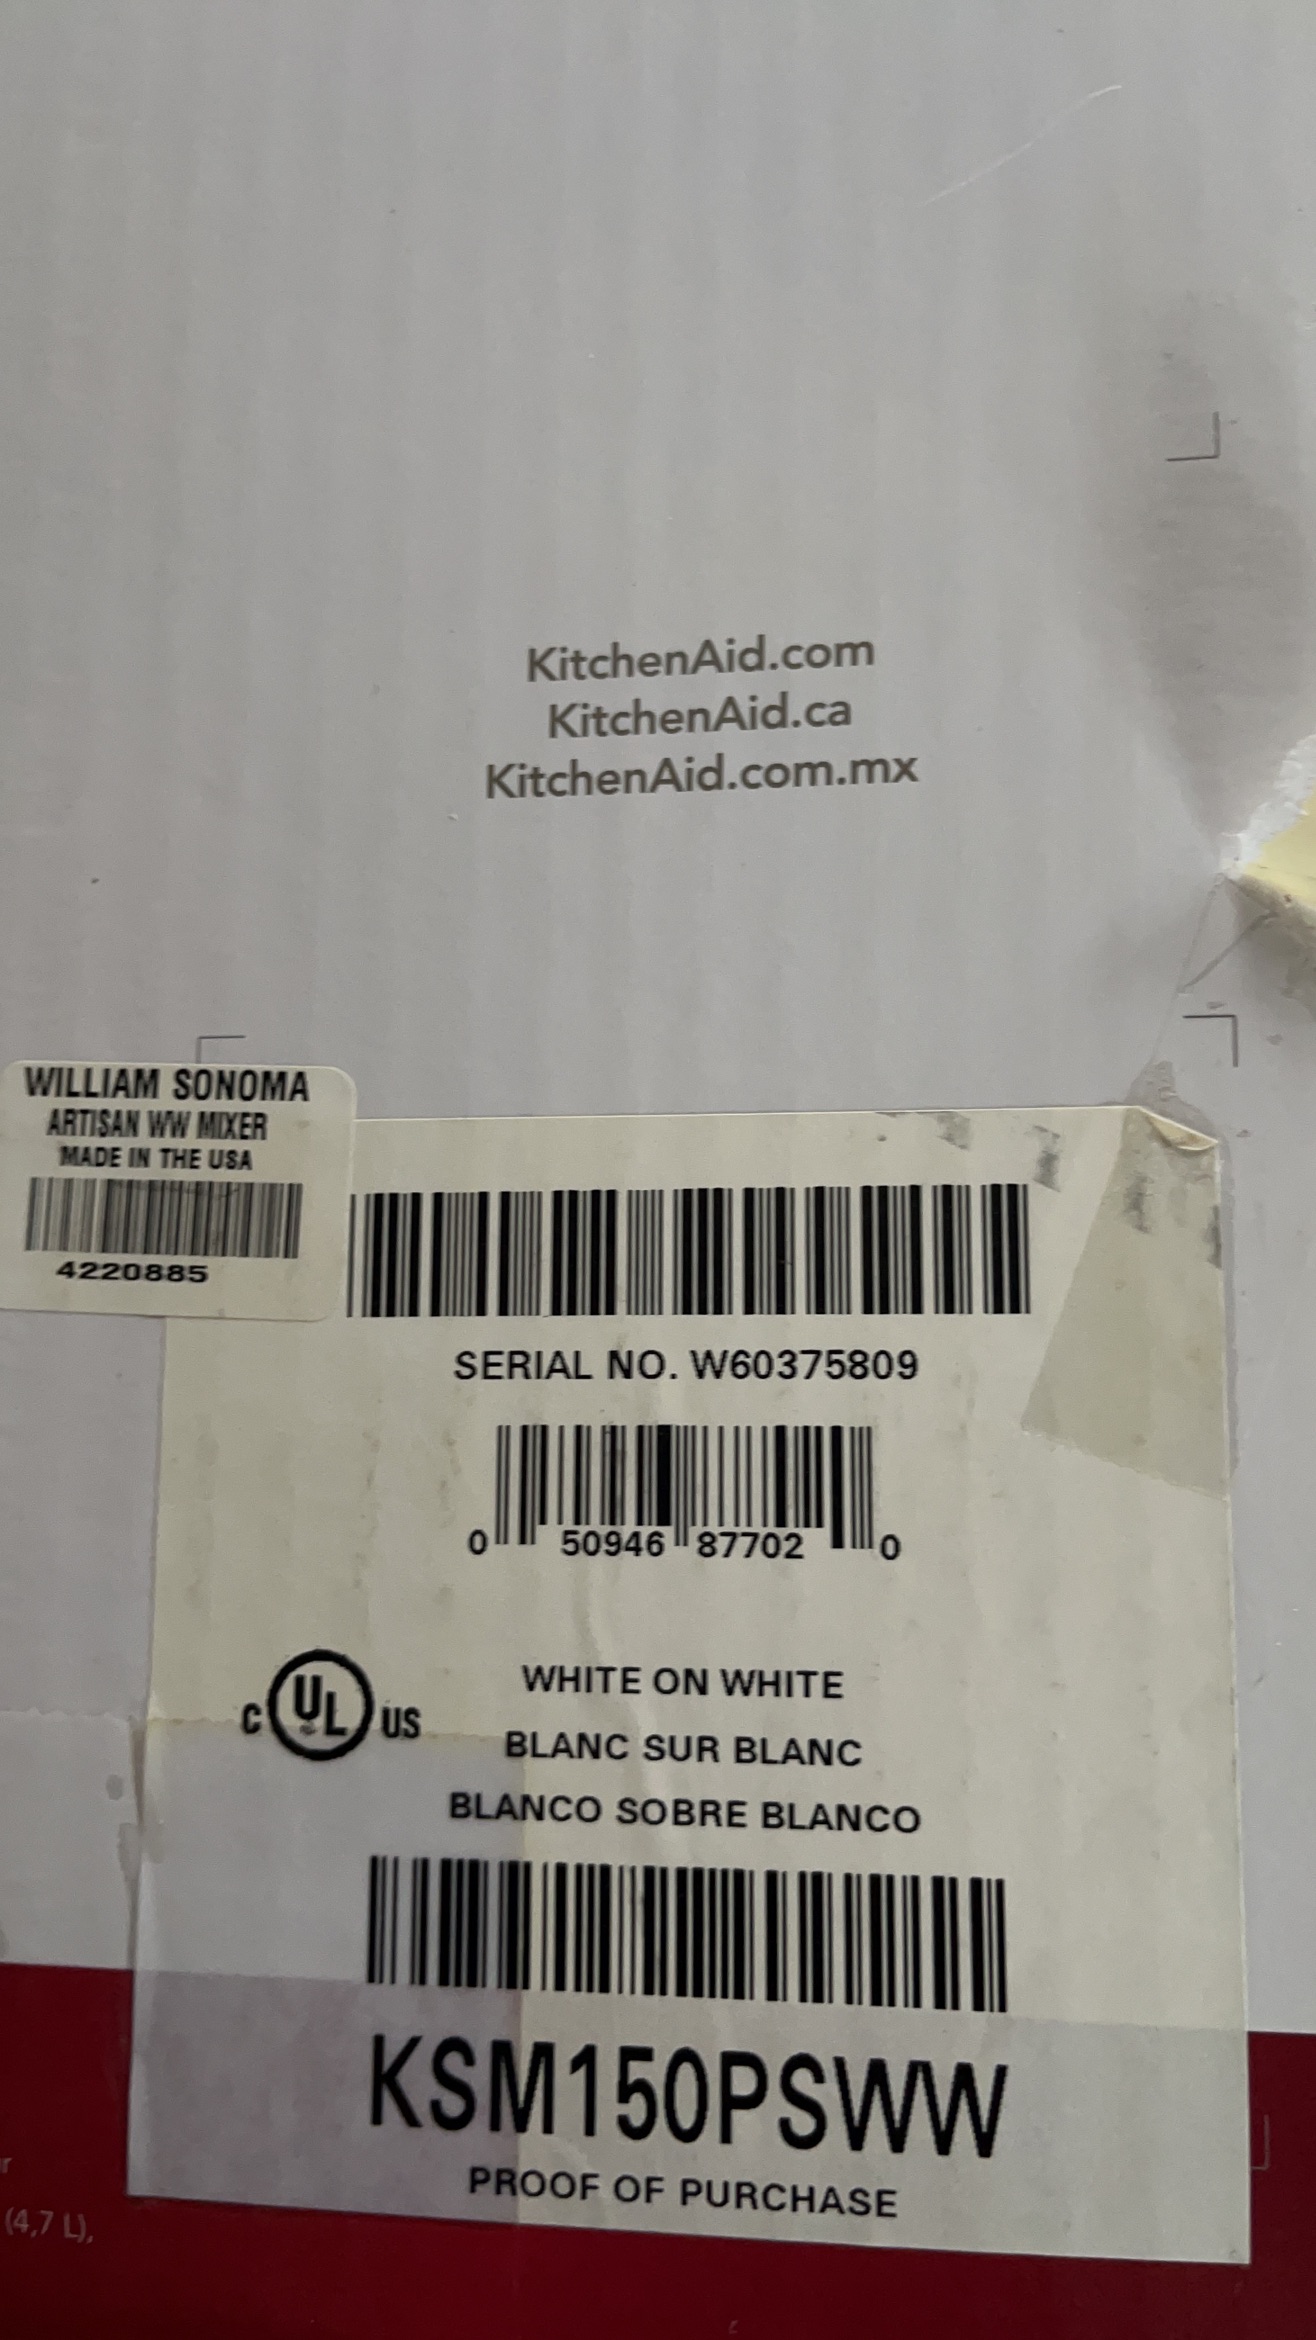 KitchenAid.com
KitchenAid.ca
KitchenAid.com.mx
WILLIAM SONOMA
ARTISAN WW MIXER
MADE IN THE USA
4220885
SERIAL NO. W60375809
0 50946 87702 0
C UL US
WHITE ON WHITE
BLANC SUR BLANC
BLANCO SOBRE BLANCO
KSM150PSWW
PROOF OF PURCHASE
(4,7 L),